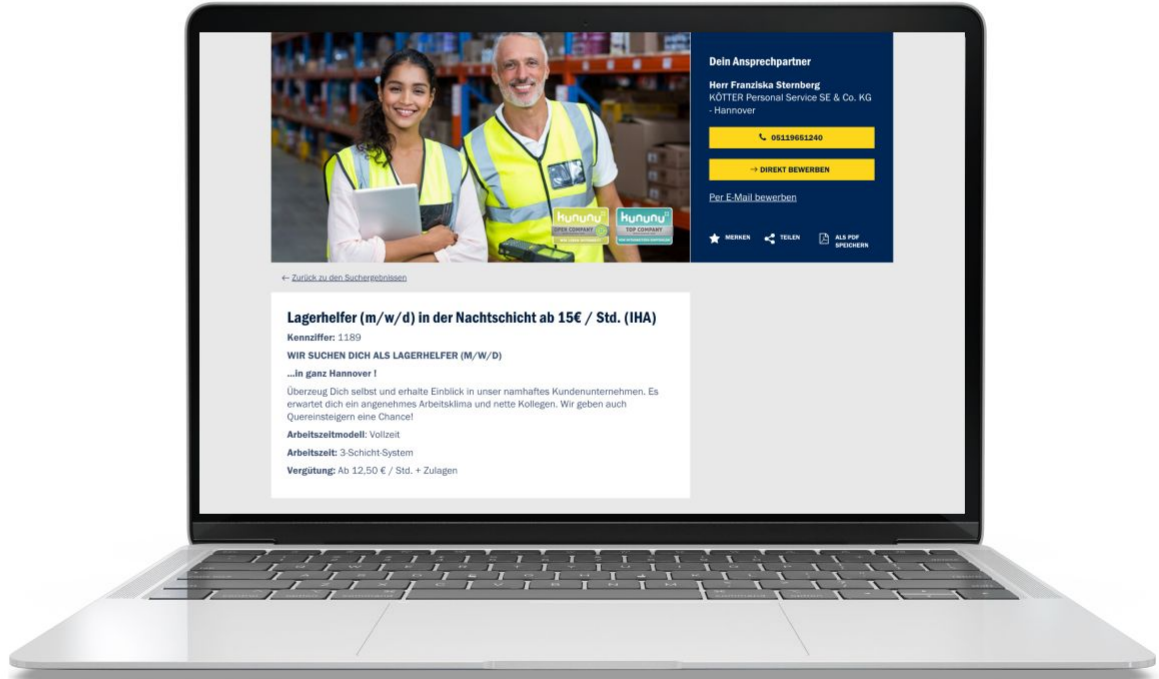 Dein Ansprechpartner
Herr Franziska Sternberg
KÖTTER Personal Service SE & Co. KG
- Hannover
05119651240
→ DIREKT BEWERBEN
Per E-Mail bewerben
MERKEN
TEILEN
ALS PDF
SPEICHERN
kununu
OPEN COMPANY
kununu
TOP COMPANY
← Zurück zu den Suchergebnissen
Lagerhelfer (m/w/d) in der Nachtschicht ab 15€ / Std. (IHA)
Kennziffer: 1189
WIR SUCHEN DICH ALS LAGERHELFER (M/W/D)
...in ganz Hannover !
Überzeug Dich selbst und erhalte Einblick in unser namhaftes Kundenunternehmen. Es
erwartet dich ein angenehmes Arbeitsklima und nette Kollegen. Wir geben auch
Quereinsteigern eine Chance!
Arbeitszeitmodell: Vollzeit
Arbeitszeit: 3-Schicht-System
Vergütung: Ab 12,50 € / Std. + Zulagen